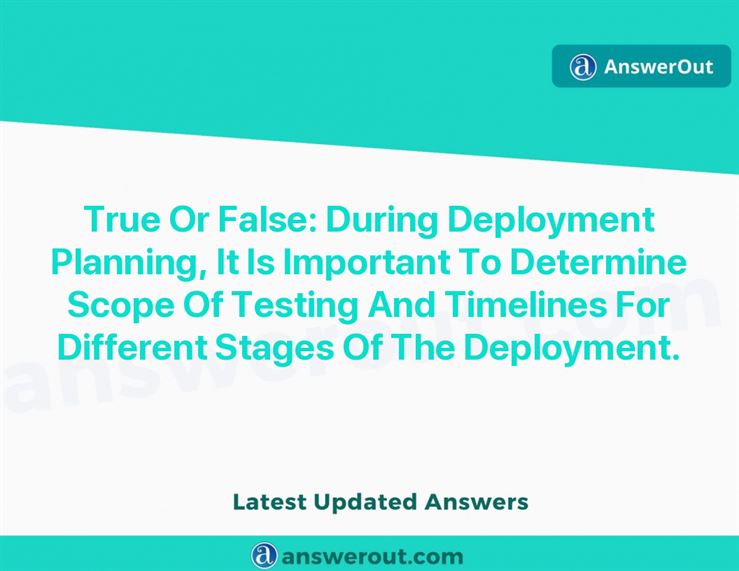 AnswerOut
True Or False: During Deployment
Planning, It Is Important To Determine
Scope Of Testing And Timelines For
Different Stages Of The Deployment.
answerout.com
Latest Updated Answers
answerout.com